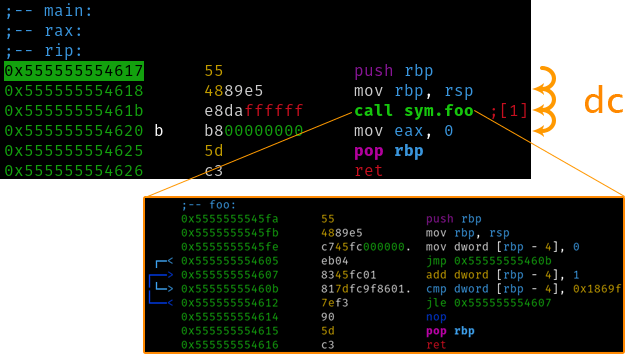 ;-- main:
;-- rax:
;-- rip:
0x555555554617 55 push rbp
0x555555554618 4889e5 mov rbp, rsp
0x55555555461b e8daffffff call sym.foo ;[1]
0x555555554620 b b800000000 mov eax, 0
0x555555554625 5d pop rbp
0x555555554626 c3 ret
dc
;-- foo:
0x5555555545fa 55 push rbp
0x5555555545fb 4889e5 mov rbp, rsp
0x5555555545fe c745fc000000. mov dword [rbp - 4], 0
0x555555554605 eb04 jmp 0x55555555460b
0x555555554607 8345fc01 add dword [rbp - 4], 1
0x55555555460b 817dfc9f8601. cmp dword [rbp - 4], 0x1869f
0x555555554612 7ef3 jle 0x555555554607
0x555555554614 90 nop
0x555555554615 5d pop rbp
0x555555554616 c3 ret